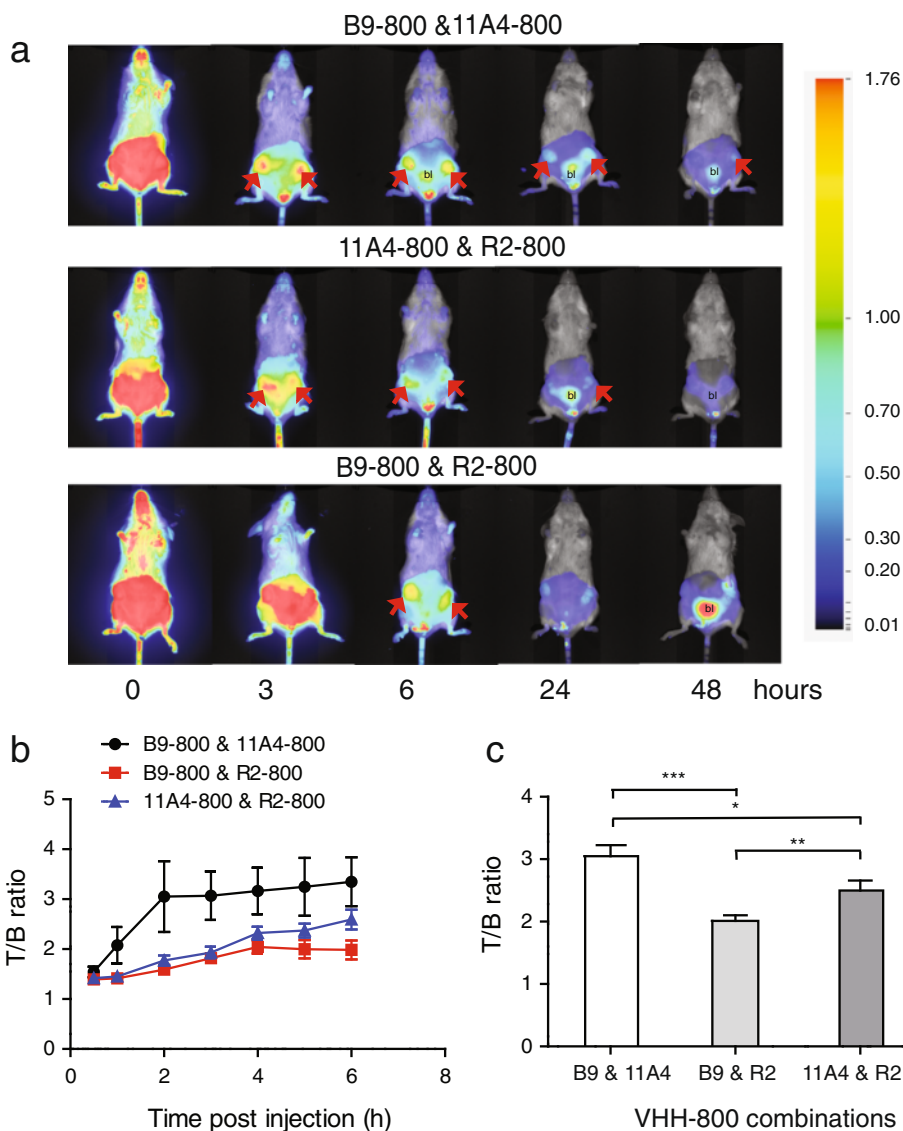 a
B9-800 &11A4-800
bl
bl
bl
11A4-800 & R2-800
bl
bl
B9-800 & R2-800
bl
0 3 6 24 48 hours
1.76
1.00
0.70
0.50
0.30
0.20
0.01
b
B9-800 & 11A4-800
B9-800 & R2-800
11A4-800 & R2-800
T/B ratio
5
4
3
2
1
0
0 2 4 6 8
Time post injection (h)
c
***
*
**
T/B ratio
4
3
2
1
0
B9 & 11A4 B9 & R2 11A4 & R2
VHH-800 combinations